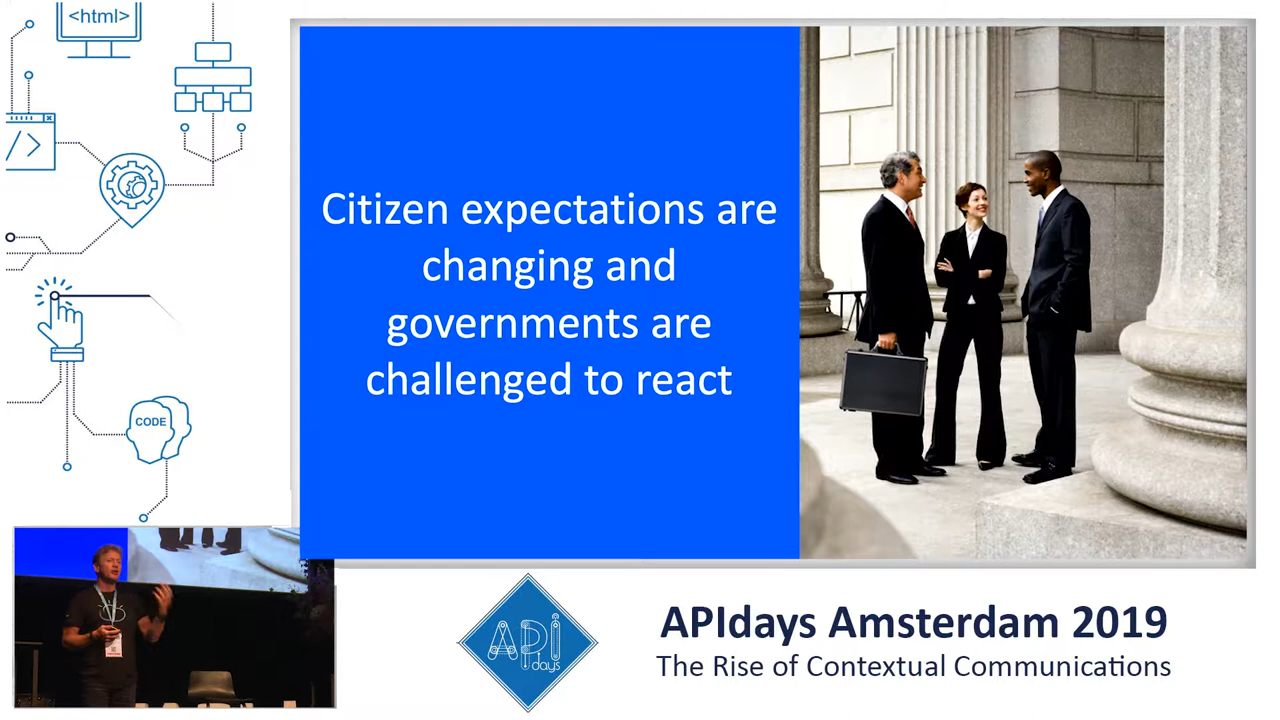 <html>
</>
CODE
Citizen expectations are
changing and
governments are
challenged to react
API
days
APIdays Amsterdam 2019
The Rise of Contextual Communications